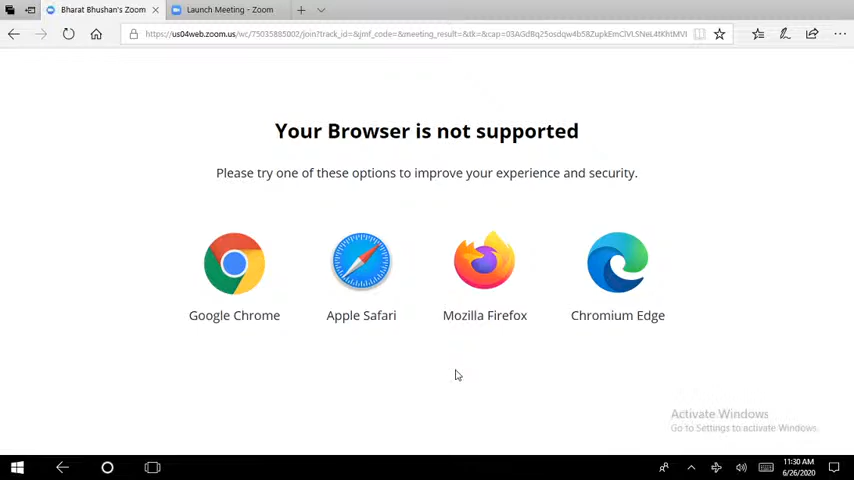 Bharat Bhushan's Zoom
Launch Meeting - Zoom
Your Browser is not supported
Please try one of these options to improve your experience and security.
Google Chrome
Apple Safari
Mozilla Firefox
Chromium Edge
Activate Windows
Go to Settings to activate Windows.
11:30 AM
6/26/2020